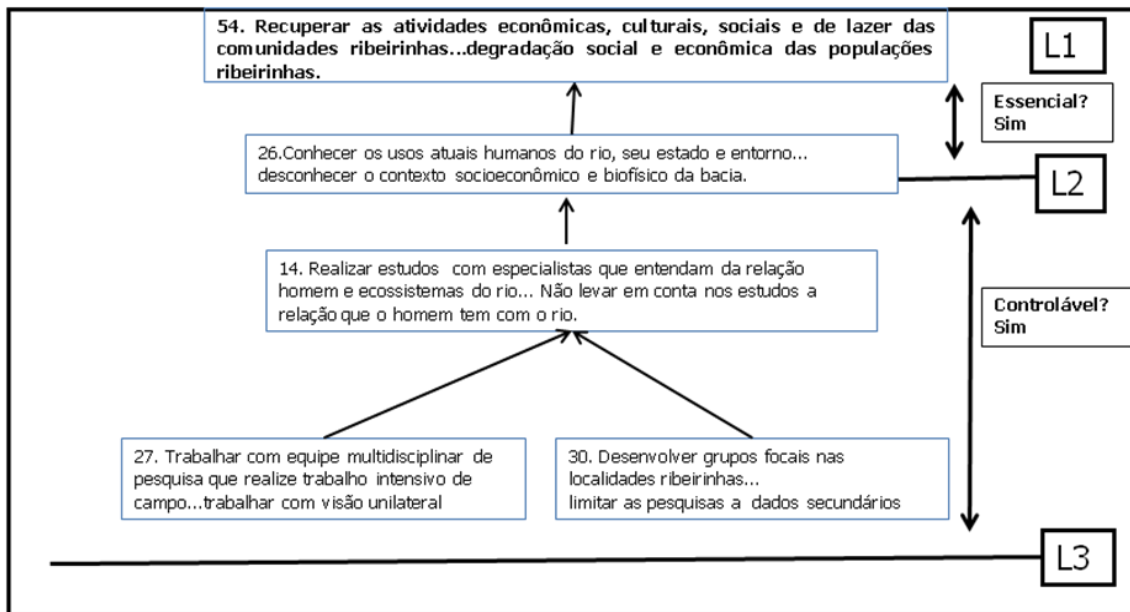 54. Recuperar as atividades econômicas, culturais, sociais e de lazer das
comunidades ribeirinhas...degradação social e econômica das populações
ribeirinhas.
L1
Essencial?
Sim
26.Conhecer os usos atuais humanos do rio, seu estado e entorno...
desconhecer o contexto socioeconômico e biofísico da bacia.
L2
14. Realizar estudos com especialistas que entendam da relação
homem e ecossistemas do rio... Não levar em conta nos estudos a
relação que o homem tem com o rio.
Controlável?
Sim
27. Trabalhar com equipe multidisciplinar de
pesquisa que realize trabalho intensivo de
campo...trabalhar com visão unilateral
30. Desenvolver grupos focais nas
localidades ribeirinhas...
limitar as pesquisas a dados secundários
L3